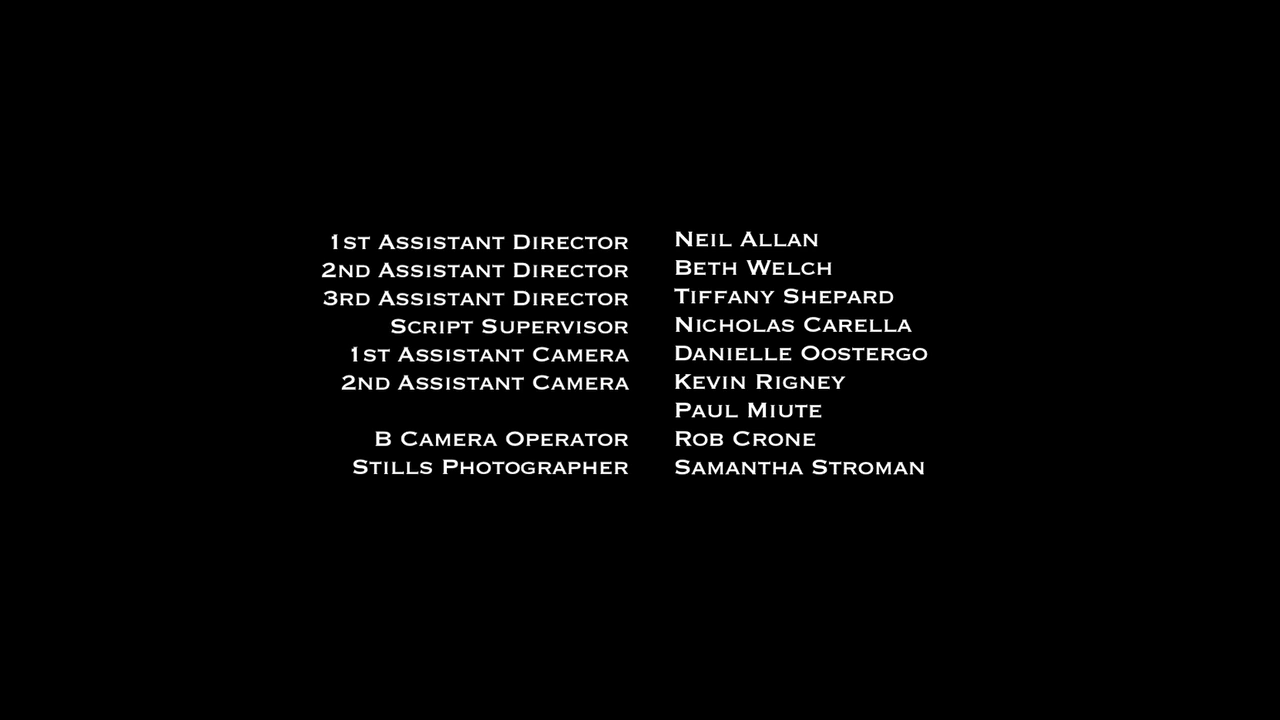 1st Assistant Director Neil Allan
2nd Assistant Director Beth Welch
3rd Assistant Director Tiffany Shepard
Script Supervisor Nicholas Carella
1st Assistant Camera Danielle Oostergo
2nd Assistant Camera Kevin Rigney
Paul Miute
B Camera Operator Rob Crone
Stills Photographer Samantha Stroman